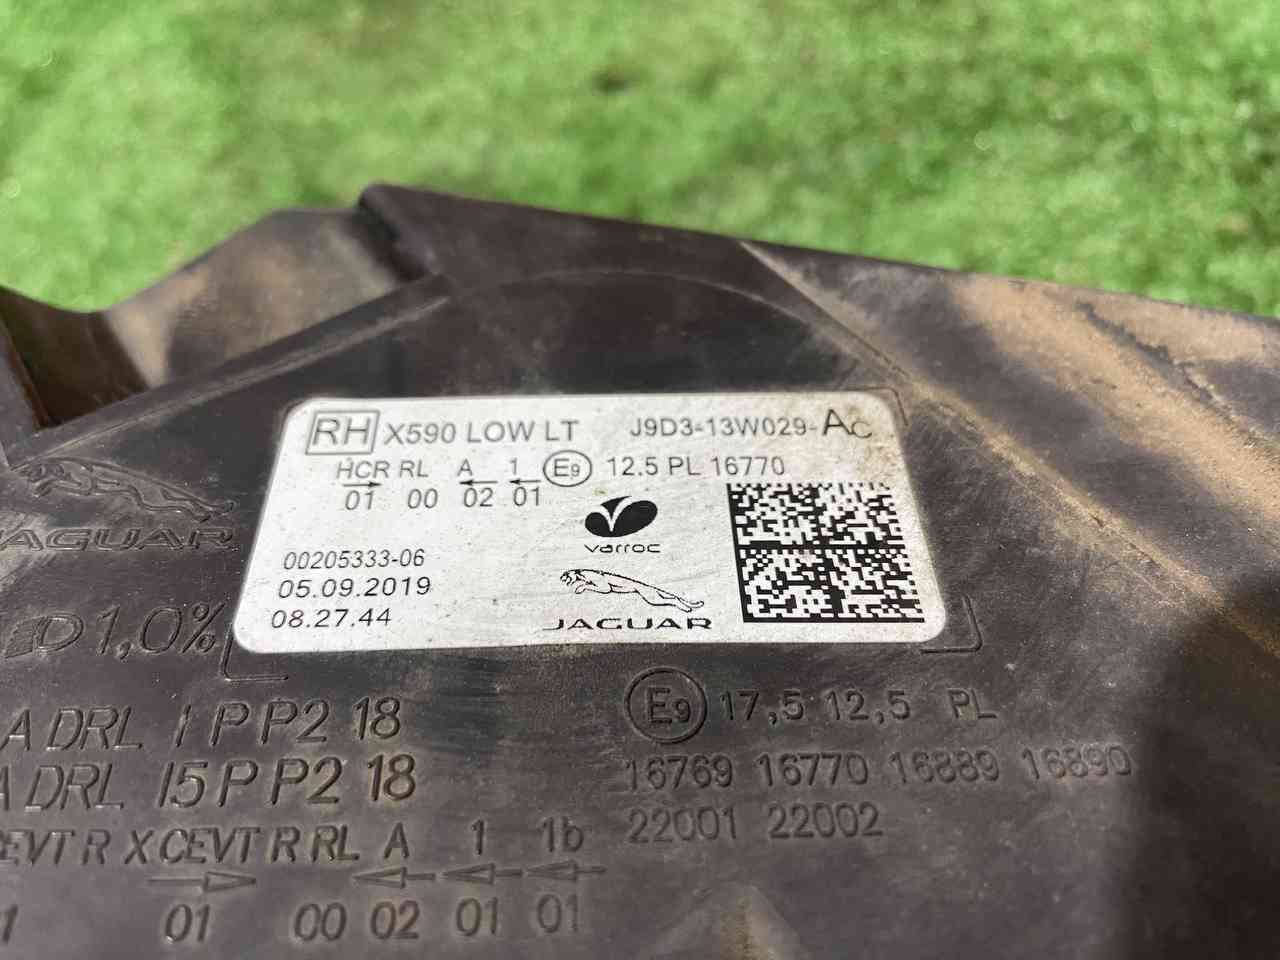 RH X590 LOW LT J9D3-13W029-AC
HCR RL A 1 E9 12.5 PL 16770
01 00 02 01
varroc
00205333-06
05.09.2019
08.27.44
JAGUAR
JAGUAR
1,0%
A DRL 1 P P2 18
A DRL 15 P P2 18
E9 17,5 12,5 PL
16769 16770 16889 16890
22001 22002
CEVT R XCEVT R RL A 1 1b
01 00 02 01 01